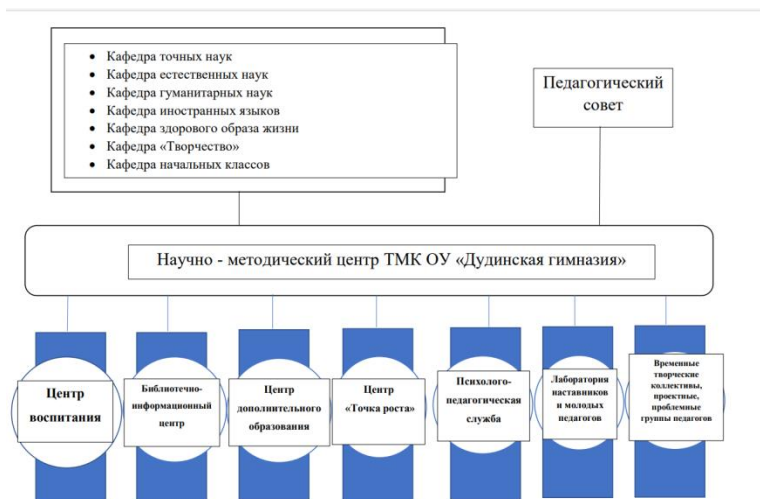 • Кафедра точных наук
• Кафедра естественных наук
• Кафедра гуманитарных наук
• Кафедра иностранных языков
• Кафедра здорового образа жизни
• Кафедра «Творчество»
• Кафедра начальных классов
Педагогический
совет
Научно - методический центр ТМК ОУ «Дудинская гимназия»
Центр
воспитания
Библиотечно-
информационный
центр
Центр
дополнительного
образования
Центр
«Точка роста»
Психолого-
педагогическая
служба
Лаборатория
наставников
и молодых
педагогов
Временные
творческие
коллективы,
проектные,
проблемные
группы педагогов